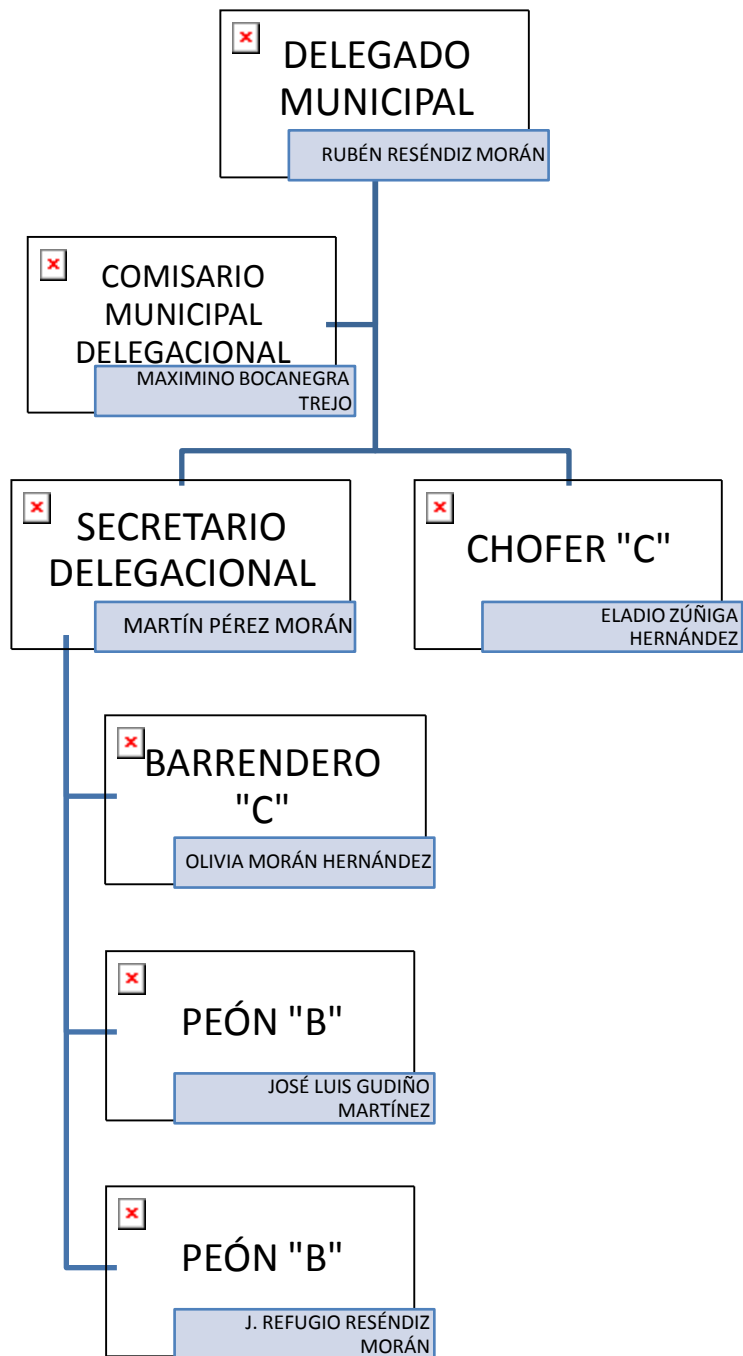 DELEGADO
MUNICIPAL
RUBÉN RESÉNDIZ MORÁN
COMISARIO
MUNICIPAL
DELEGACIONAL
MAXIMINO BOCANEGRA
TREJO
SECRETARIO
DELEGACIONAL
MARTÍN PÉREZ MORÁN
CHOFER "C"
ELADIO ZÚÑIGA
HERNÁNDEZ
BARRENDERO
"C"
OLIVIA MORÁN HERNÁNDEZ
PEÓN "B"
JOSÉ LUIS GUDIÑO
MARTÍNEZ
PEÓN "B"
J. REFUGIO RESÉNDIZ
MORÁN